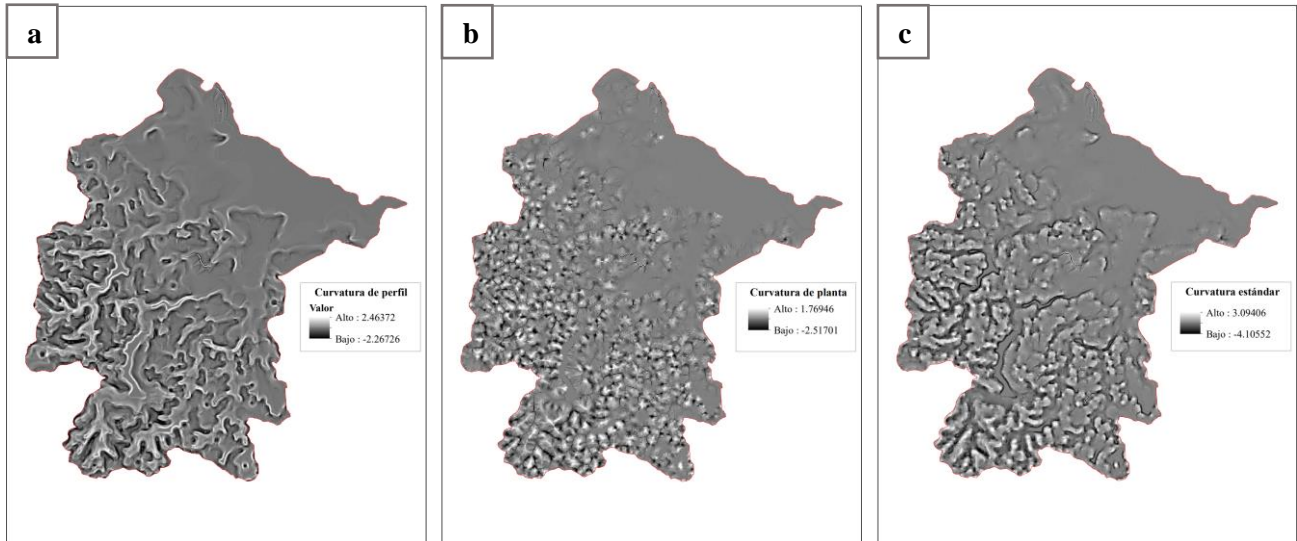 a
Curvatura de perfil
Valor
Alto : 2.46372
Bajo : -2.26726
b
Curvatura de planta
Alto : 1.76946
Bajo : -2.51701
c
Curvatura estándar
Alto : 3.09406
Bajo : -4.10552